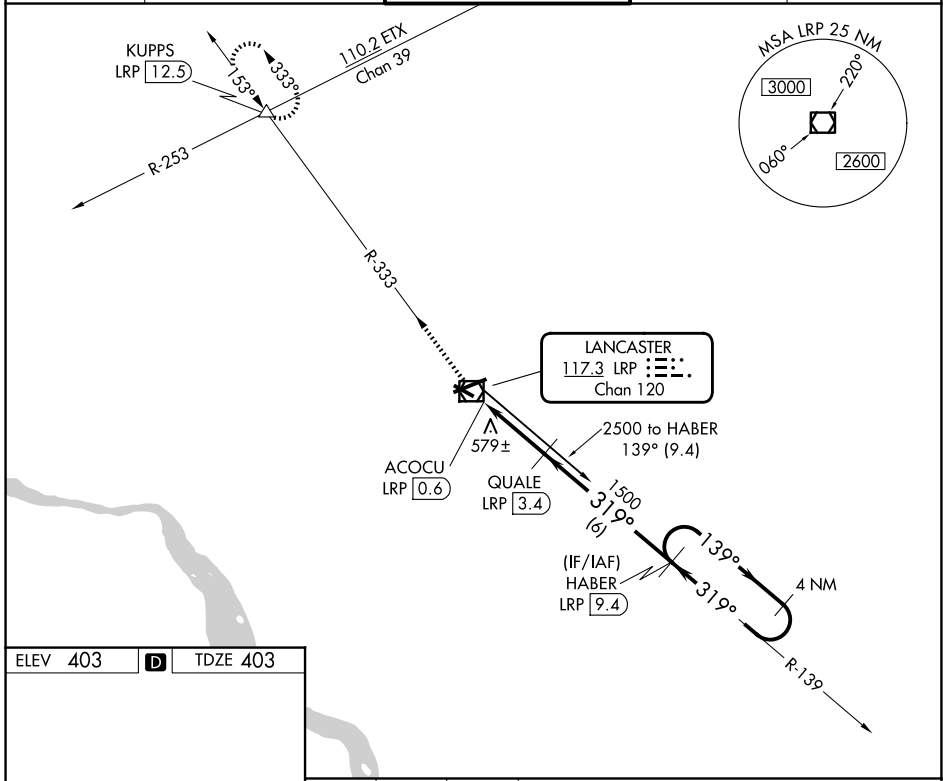 KUPPS
LRP 12.5
153°
333°
110.2 ETX
Chan 39
R-253
MSA LRP 25 NM
3000
220°
060°
2600
R-333
LANCASTER
117.3 LRP
Chan 120
579±
2500 to HABER
139° (9.4)
ACOCU
LRP 0.6
QUALE
LRP 3.4
1500
319°
(6)
(IF/IAF)
HABER
LRP 9.4
139°
319°
4 NM
R-139
ELEV 403 D TDZE 403